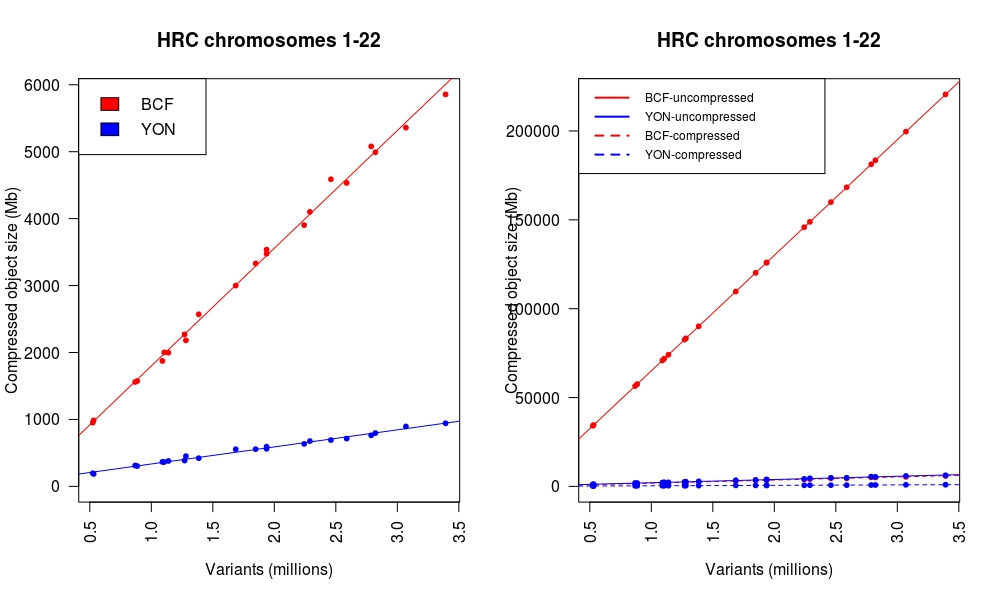 HRC chromosomes 1-22
Compressed object size (Mb)
6000
5000
4000
3000
2000
1000
0
BCF
YON
0.5
1.0
1.5
2.0
2.5
3.0
3.5
Variants (millions)
HRC chromosomes 1-22
Compressed object size (Mb)
200000
150000
100000
50000
0
BCF-uncompressed
YON-uncompressed
BCF-compressed
YON-compressed
0.5
1.0
1.5
2.0
2.5
3.0
3.5
Variants (millions)